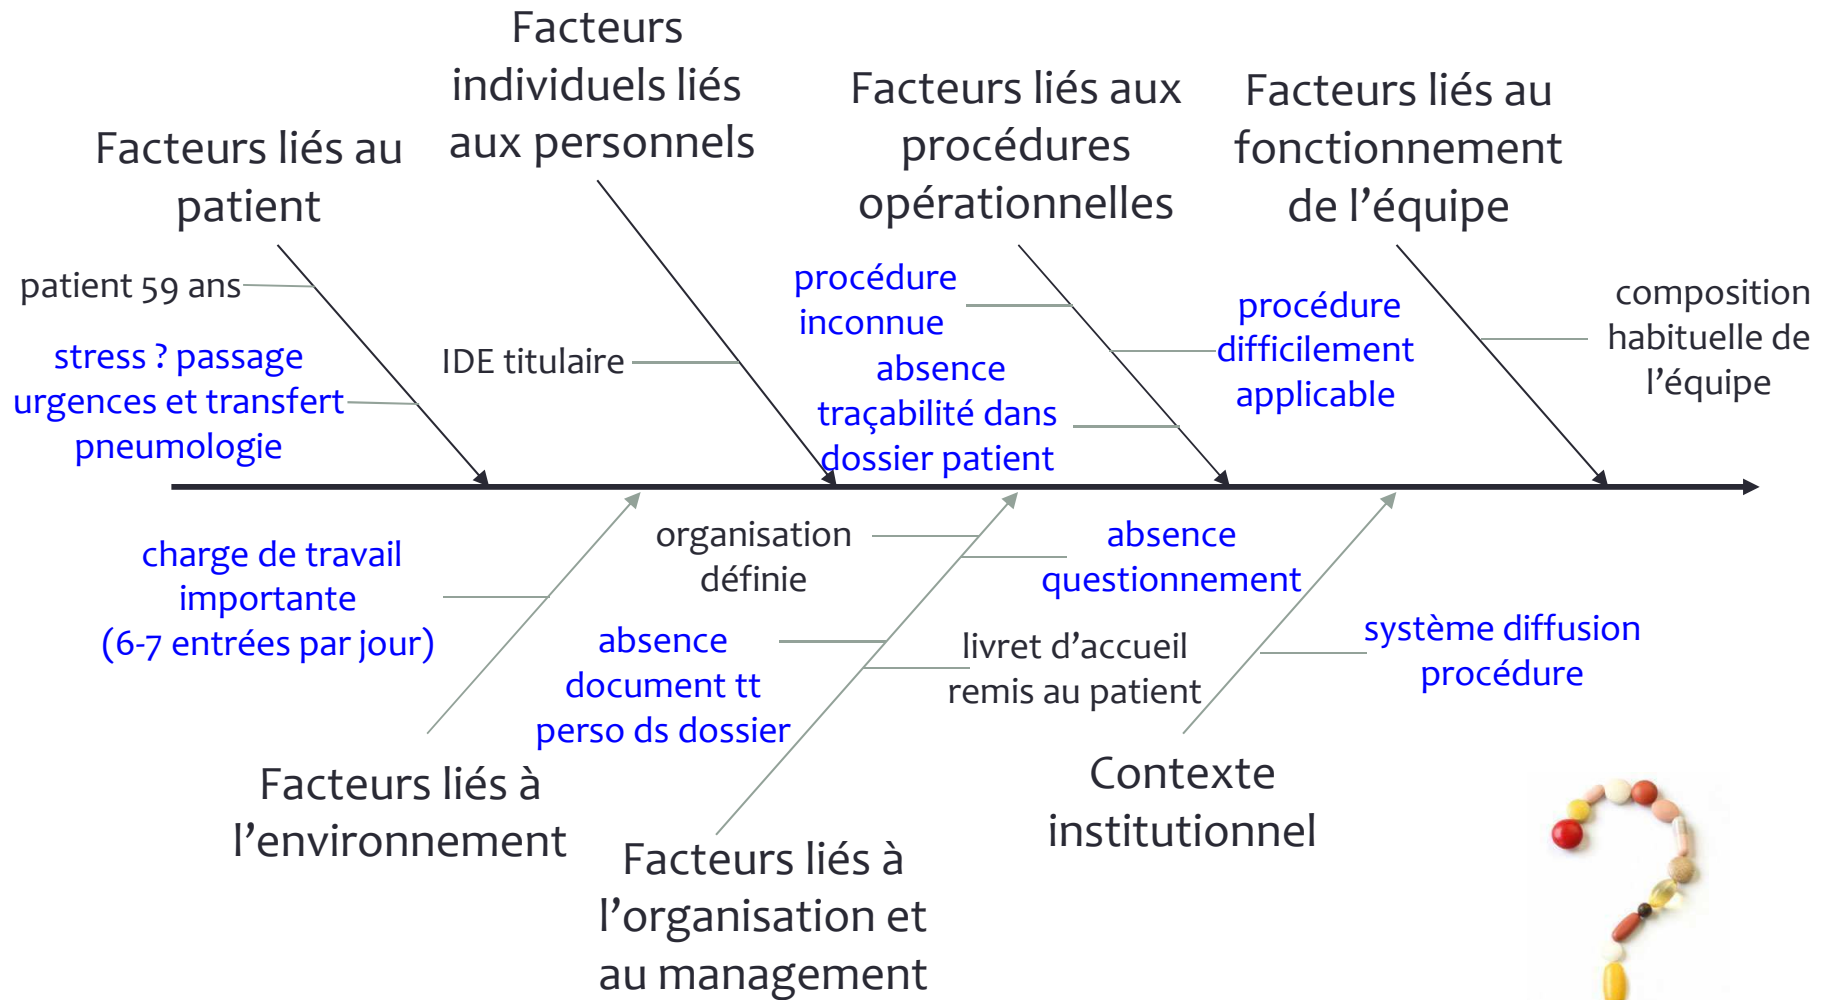 Facteurs
individuels liés
aux personnels
Facteurs liés au
patient
Facteurs liés aux
procédures
opérationnelles
Facteurs liés au
fonctionnement
de l’équipe
patient 59 ans
stress ? passage
urgences et transfert
pneumologie
IDE titulaire
procédure
inconnue
absence
traçabilité dans
dossier patient
procédure
difficilement
applicable
composition
habituelle de
l’équipe
charge de travail
importante
(6-7 entrées par jour)
organisation
définie
absence
document tt
perso ds dossier
absence
questionnement
livret d’accueil
remis au patient
système diffusion
procédure
Facteurs liés à
l’environnement
Facteurs liés à
l’organisation et
au management
Contexte
institutionnel